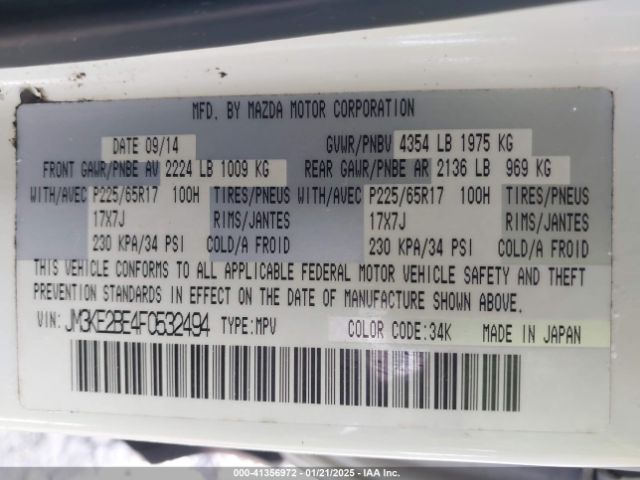 MFD. BY MAZDA MOTOR CORPORATION
DATE 09/14 GVWR/PNBV 4354 LB 1975 KG
FRONT GAWR/PNBE AV 2224 LB 1009 KG REAR GAWR/PNBE AR 2136 LB 969 KG
WITH/AVEC P225/65R17 100H TIRES/PNEUS WITH/AVEC P225/65R17 100H TIRES/PNEUS
17X7J RIMS/JANTES 17X7J RIMS/JANTES
230 KPA/34 PSI COLD/A FROID 230 KPA/34 PSI COLD/A FROID
THIS VEHICLE CONFORMS TO ALL APPLICABLE FEDERAL MOTOR VEHICLE SAFETY AND THEFT
PREVENTION STANDARDS IN EFFECT ON THE DATE OF MANUFACTURE SHOWN ABOVE.
VIN: JM3KE2BE4F0532494 TYPE:MPV COLOR CODE:34K MADE IN JAPAN
000-41356972 — 01/21/2025 — IAA Inc.